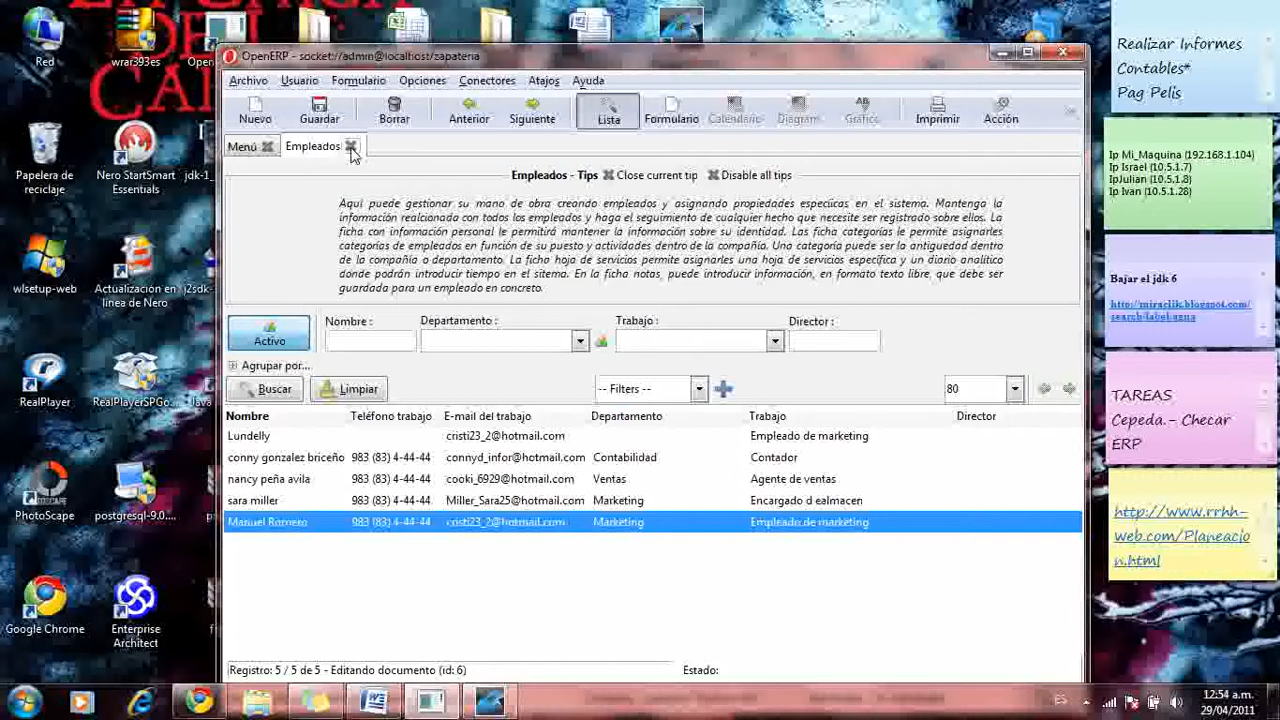 Red
wrar393es
Papelera de
reciclaje
Nero StartSmart
Essentials
jdk-1_
wlsetup-web
Actualización en
línea de Nero
j2sdk-
RealPlayer
RealPlayerSPGo...
Java
PhotoScape
postgresql-9.0....
Google Chrome
Enterprise
Architect
OpenERP - socket://admin@localhost/zapateria
Archivo Usuario Formulario Opciones Conectores Atajos Ayuda
Nuevo Guardar Borrar Anterior Siguiente Lista Formulario Calendario Diagram Gráfico Imprimir Acción
Menú Empleados
Empleados - Tips Close current tip Disable all tips
Aquí puede gestionar su mano de obra creando empleados y asignando propiedades específicas en el sistema. Mantenga la
información realcionada con todos los empleados y haga el seguimiento de cualquier hecho que necesite ser registrado sobre ellos. La
ficha con información personal le permitirá mantener la información sobre su identidad. Las fichas categorías le permite asignarles
categorías de empleados en función de su puesto y actividades dentro de la compañía. Una categoría puede ser la antiguedad dentro
de la compañía o departamento. La ficha hoja de servicios permite asignarles una hoja de servicios específica y un diario analítico
donde podrán introducir tiempo en el sitema. En la ficha notas, puede introducir información, en formato texto libre, que debe ser
guardada para un empleado en concreto.
Activo
Nombre : Departamento : Trabajo : Director :
Agrupar por...
Buscar Limpiar -- Filters -- 80
Nombre Teléfono trabajo E-mail del trabajo Departamento Trabajo Director
Lundelly cristi23_2@hotmail.com Empleado de marketing
conny gonzalez briceño 983 (83) 4-44-44 connyd_infor@hotmail.com Contabilidad Contador
nancy peña avila 983 (83) 4-44-44 cooki_6929@hotmail.com Ventas Agente de ventas
sara miller 983 (83) 4-44-44 Miller_Sara25@hotmail.com Marketing Encargado d ealmacen
Manuel Romero 983 (83) 4-44-44 cristi23_2@hotmail.com Marketing Empleado de marketing
Registro: 5 / 5 de 5 - Editando documento (id: 6) Estado:
Realizar Informes
Contables*
Pag Pelis
Ip Mi_Maquina (192.168.1.104)
Ip Israel (10.5.1.7)
IpJulian (10.5.1.8)
Ip Ivan (10.5.1.28)
Bajar el jdk 6
http://miraclik.blogspot.com/
TAREAS
Cepeda.- Checar
ERP
http://www.rrhh-
web.com/Planeacio
n.html
ES
12:54 a.m.
29/04/2011